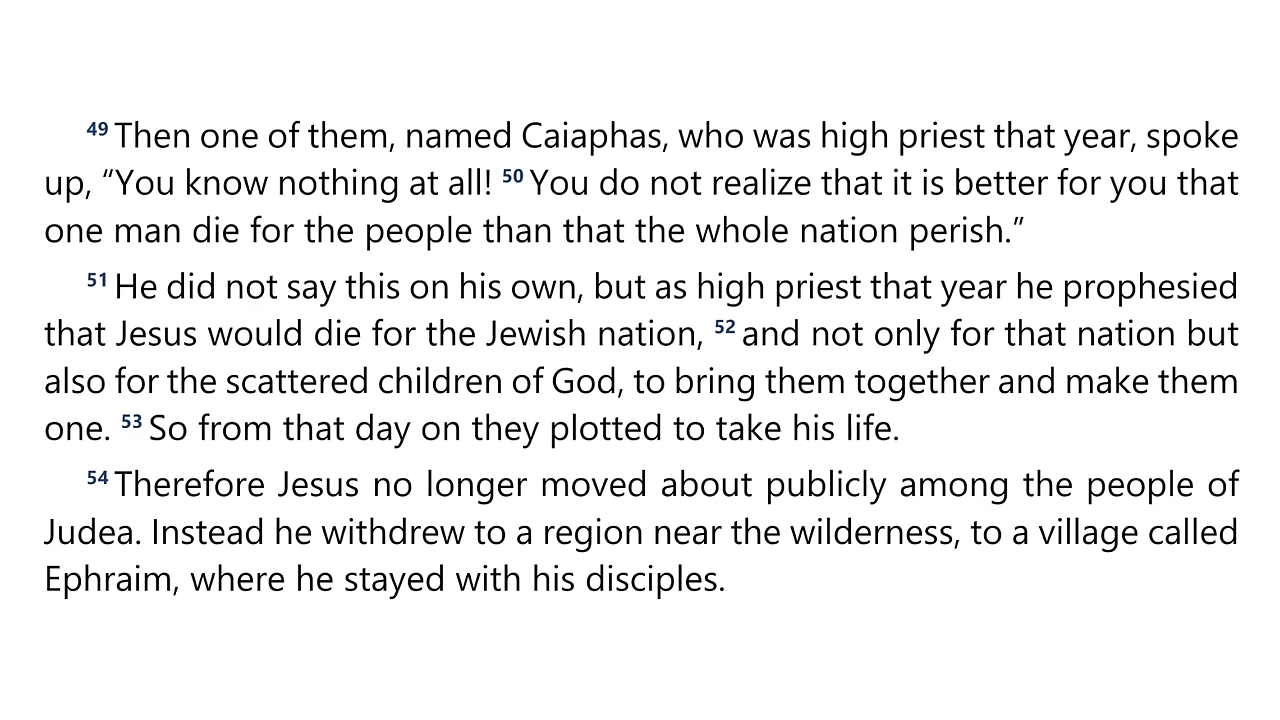 49 Then one of them, named Caiaphas, who was high priest that year, spoke
up, “You know nothing at all! 50 You do not realize that it is better for you that
one man die for the people than that the whole nation perish.”
51 He did not say this on his own, but as high priest that year he prophesied
that Jesus would die for the Jewish nation, 52 and not only for that nation but
also for the scattered children of God, to bring them together and make them
one. 53 So from that day on they plotted to take his life.
54 Therefore Jesus no longer moved about publicly among the people of
Judea. Instead he withdrew to a region near the wilderness, to a village called
Ephraim, where he stayed with his disciples.